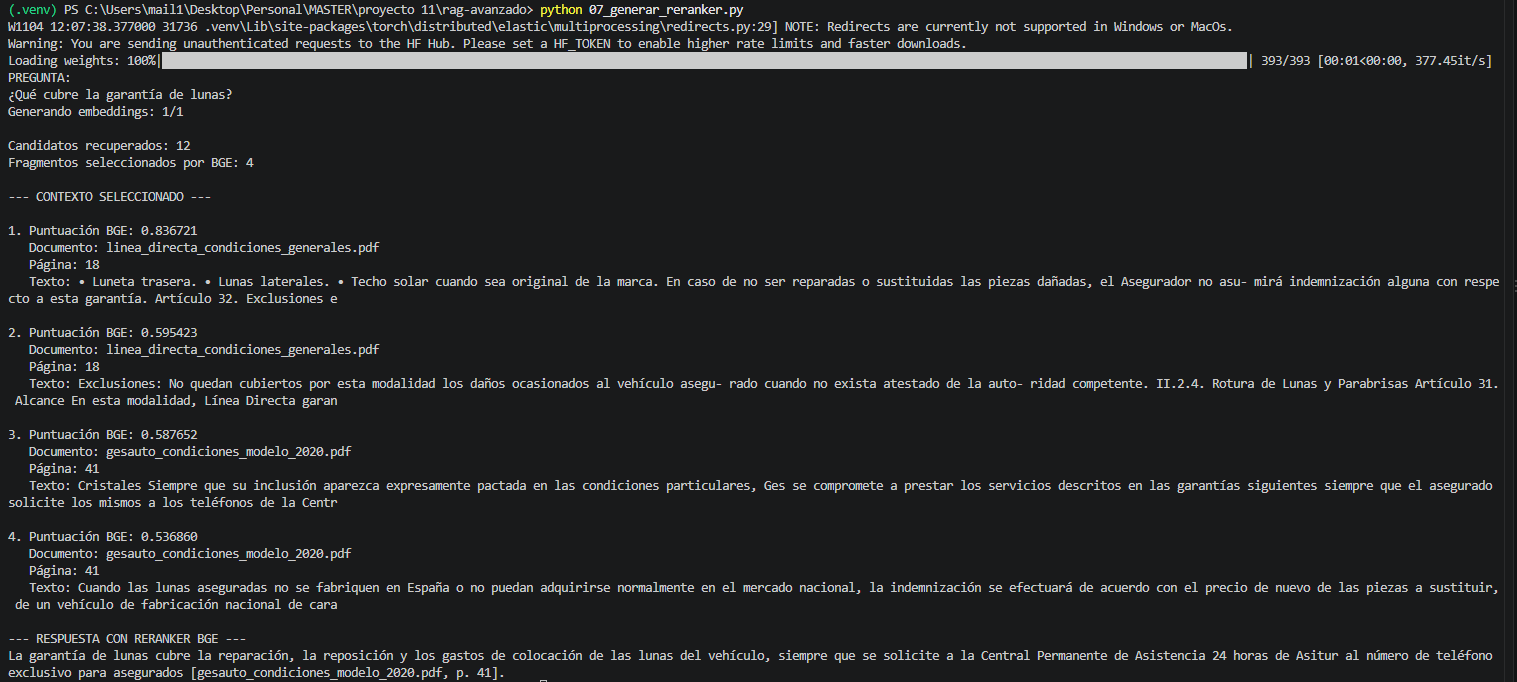 (.venv) PS C:\Users\mail1\Desktop\Personal\MASTER\proyecto 11\rag-avanzado> python 07_generar_reranker.py
W1104 12:07:38.377000 31736 .venv\Lib\site-packages\torch\distributed\elastic\multiprocessing\redirects.py:29] NOTE: Redirects are currently not supported in Windows or MacOs.
Warning: You are sending unauthenticated requests to the HF Hub. Please set a HF_TOKEN to enable higher rate limits and faster downloads.
Loading weights: 100%| | 393/393 [00:01<00:00, 377.45it/s]
PREGUNTA:
¿Qué cubre la garantía de lunas?
Generando embeddings: 1/1
Candidatos recuperados: 12
Fragmentos seleccionados por BGE: 4
--- CONTEXTO SELECCIONADO ---
1. Puntuación BGE: 0.836721
Documento: linea_directa_condiciones_generales.pdf
Página: 18
Texto: • Luneta trasera. • Lunas laterales. • Techo solar cuando sea original de la marca. En caso de no ser reparadas o sustituidas las piezas dañadas, el Asegurador no asu- mirá indemnización alguna con respe
cto a esta garantía. Artículo 32. Exclusiones e
2. Puntuación BGE: 0.595423
Documento: linea_directa_condiciones_generales.pdf
Página: 18
Texto: Exclusiones: No quedan cubiertos por esta modalidad los daños ocasionados al vehículo asegu- rado cuando no exista atestado de la auto- ridad competente. II.2.4. Rotura de Lunas y Parabrisas Artículo 31.
Alcance En esta modalidad, Línea Directa garan
3. Puntuación BGE: 0.587652
Documento: gesauto_condiciones_modelo_2020.pdf
Página: 41
Texto: Cristales Siempre que su inclusión aparezca expresamente pactada en las condiciones particulares, Ges se compromete a prestar los servicios descritos en las garantías siguientes siempre que el asegurado
solicite los mismos a los teléfonos de la Centr
4. Puntuación BGE: 0.536860
Documento: gesauto_condiciones_modelo_2020.pdf
Página: 41
Texto: Cuando las lunas aseguradas no se fabriquen en España o no puedan adquirirse normalmente en el mercado nacional, la indemnización se efectuará de acuerdo con el precio de nuevo de las piezas a sustituir,
de un vehículo de fabricación nacional de cara
--- RESPUESTA CON RERANKER BGE ---
La garantía de lunas cubre la reparación, la reposición y los gastos de colocación de las lunas del vehículo, siempre que se solicite a la Central Permanente de Asistencia 24 horas de Asitur al número de teléfono
exclusivo para asegurados [gesauto_condiciones_modelo_2020.pdf, p. 41].